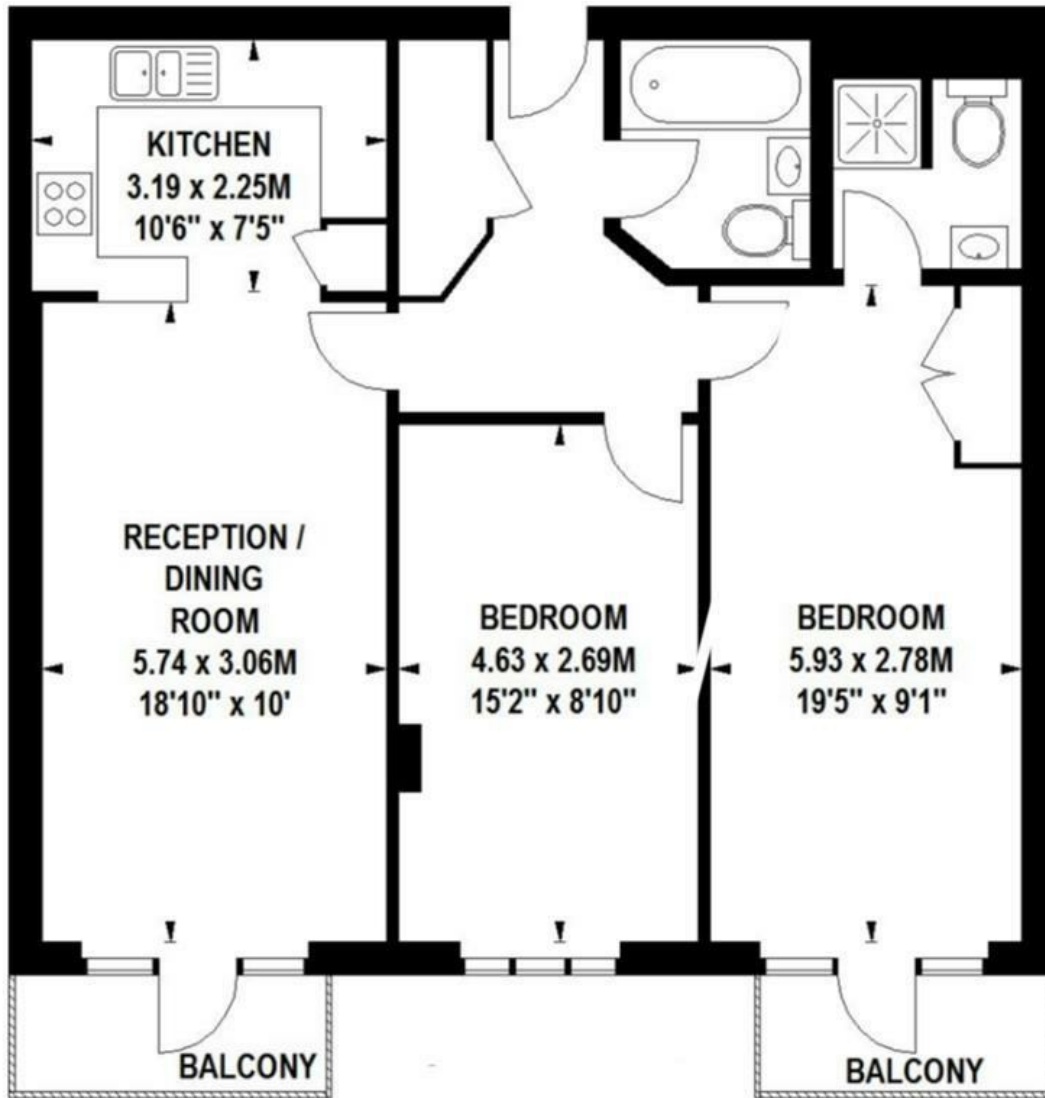 KITCHEN
3.19 x 2.25M
10'6" x 7'5"
RECEPTION /
DINING
ROOM
5.74 x 3.06M
18'10" x 10'
BEDROOM
4.63 x 2.69M
15'2" x 8'10"
BEDROOM
5.93 x 2.78M
19'5" x 9'1"
BALCONY
BALCONY